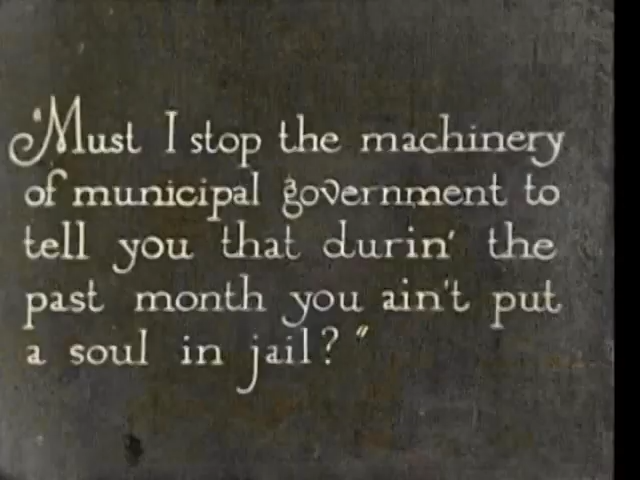 "Must I stop the machinery
of municipal government to
tell you that durin' the
past month you ain't put
a soul in jail?"